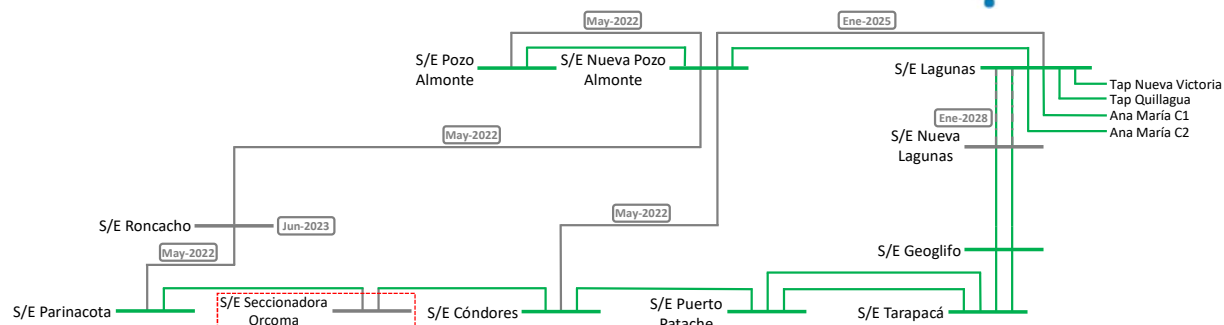 May-2022
Ene-2025
S/E Pozo
Almonte
S/E Nueva Pozo
Almonte
S/E Lagunas
Tap Nueva Victoria
Tap Quillagua
Ana María C1
Ana María C2
Ene-2028
S/E Nueva
Lagunas
May-2022
S/E Roncacho
Jun-2023
May-2022
May-2022
S/E Geoglifo
S/E Parinacota
S/E Seccionadora
Orcoma
S/E Cóndores
S/E Puerto
Patache
S/E Tarapacá